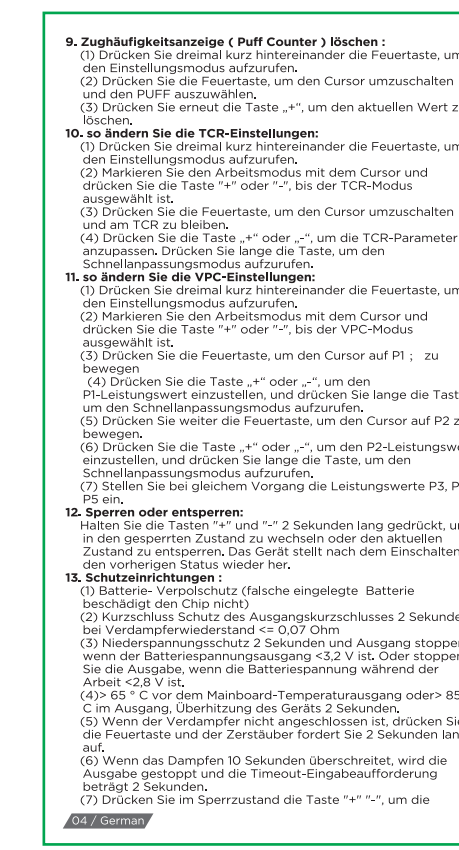 9. Zughäufigkeitsanzeige ( Puff Counter ) löschen :
(1) Drücken Sie dreimal kurz hintereinander die Feuertaste, um
den Einstellungsmodus aufzurufen.
(2) Drücken Sie die Feuertaste, um den Cursor umzuschalten
und den PUFF auszuwählen.
(3) Drücken Sie erneut die Taste „+“, um den aktuellen Wert z
löschen.
10. so ändern Sie die TCR-Einstellungen:
(1) Drücken Sie dreimal kurz hintereinander die Feuertaste, um
den Einstellungsmodus aufzurufen.
(2) Markieren Sie den Arbeitsmodus mit dem Cursor und
drücken Sie die Taste "+" oder "-", bis der TCR-Modus
ausgewählt ist.
(3) Drücken Sie die Feuertaste, um den Cursor umzuschalten
und am TCR zu bleiben.
(4) Drücken Sie die Taste „+“ oder „-“, um die TCR-Parameter
anzupassen. Drücken Sie lange die Taste, um den
Schnellanpassungsmodus aufzurufen.
11. so ändern Sie die VPC-Einstellungen:
(1) Drücken Sie dreimal kurz hintereinander die Feuertaste, um
den Einstellungsmodus aufzurufen.
(2) Markieren Sie den Arbeitsmodus mit dem Cursor und
drücken Sie die Taste "+" oder "-", bis der VPC-Modus
ausgewählt ist.
(3) Drücken Sie die Feuertaste, um den Cursor auf P1 ; zu
bewegen
(4) Drücken Sie die Taste „+“ oder „-“, um den
P1-Leistungswert einzustellen, und drücken Sie lange die Tast
um den Schnellanpassungsmodus aufzurufen.
(5) Drücken Sie weiter die Feuertaste, um den Cursor auf P2 z
bewegen.
(6) Drücken Sie die Taste „+“ oder „-“, um den P2-Leistungswe
einzustellen, und drücken Sie lange die Taste, um den
Schnellanpassungsmodus aufzurufen.
(7) Stellen Sie bei gleichem Vorgang die Leistungswerte P3, P
P5 ein.
12. Sperren oder entsperren:
Halten Sie die Tasten "+" und "-" 2 Sekunden lang gedrückt, u
in den gesperrten Zustand zu wechseln oder den aktuellen
Zustand zu entsperren. Das Gerät stellt nach dem Einschalten
den vorherigen Status wieder her.
13. Schutzeinrichtungen :
(1) Batterie- Verpolschutz (falsche eingelegte Batterie
beschädigt den Chip nicht)
(2) Kurzschluss Schutz des Ausgangskurzschlusses 2 Sekunde
bei Verdampferwiederstand <= 0,07 Ohm
(3) Niederspannungsschutz 2 Sekunden und Ausgang stoppe
wenn der Batteriespannungsausgang <3,2 V ist. Oder stoppe
Sie die Ausgabe, wenn die Batteriespannung während der
Arbeit <2,8 V ist.
(4)> 65 ° C vor dem Mainboard-Temperaturausgang oder> 85
C im Ausgang, Überhitzung des Geräts 2 Sekunden.
(5) Wenn der Verdampfer nicht angeschlossen ist, drücken Sie
die Feuertaste und der Zerstäuber fordert Sie 2 Sekunden lan
auf.
(6) Wenn das Dampfen 10 Sekunden überschreitet, wird die
Ausgabe gestoppt und die Timeout-Eingabeaufforderung
beträgt 2 Sekunden.
(7) Drücken Sie im Sperrzustand die Taste "+" "-", um die
04 / German